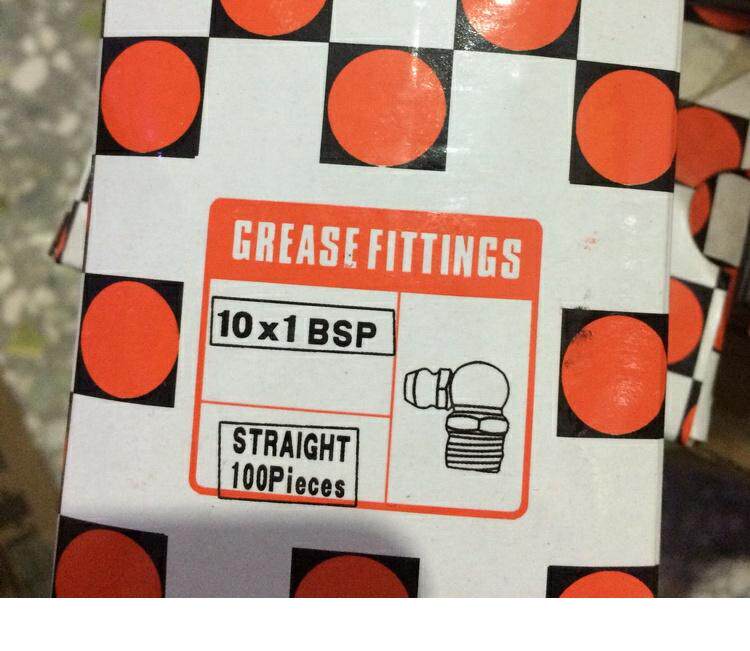 GREASE FITTINGS
10x1 BSP
STRAIGHT
100Pieces